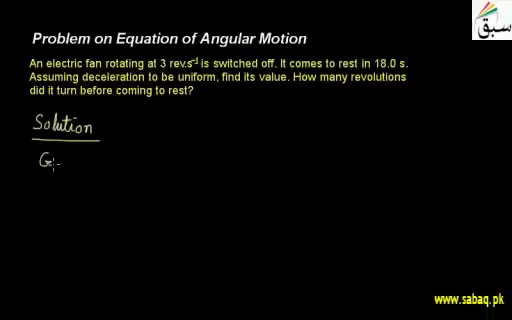 سبق
Problem on Equation of Angular Motion
An electric fan rotating at 3 rev.s⁻¹ is switched off. It comes to rest in 18.0 s.
Assuming deceleration to be uniform, find its value. How many revolutions
did it turn before coming to rest?
Solution
www.sabaq.pk